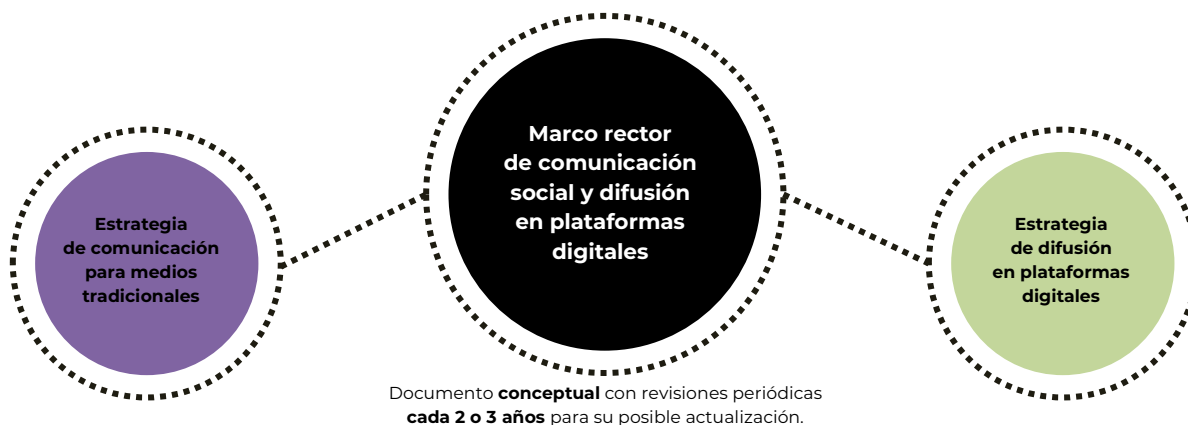 Estrategia
de comunicación
para medios
tradicionales
Marco rector
de comunicación
social y difusión
en plataformas
digitales
Estrategia
de difusión
en plataformas
digitales
Documento conceptual con revisiones periódicas
cada 2 o 3 años para su posible actualización.